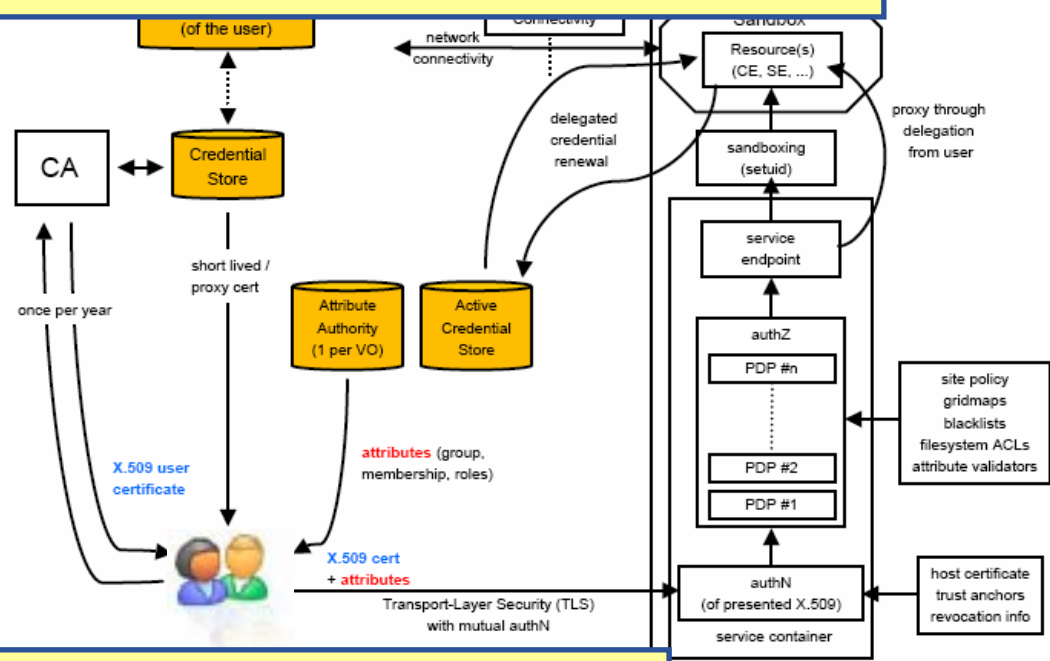 (of the user)
Connectivity
Sandbox
network
connectivity
Resource(s)
(CE, SE, ...)
proxy through
delegation
from user
delegated
credential
renewal
sandboxing
(setuid)
CA
Credential
Store
service
endpoint
short lived /
proxy cert
once per year
Attribute
Authority
(1 per VO)
Active
Credential
Store
authZ
PDP #n
PDP #2
PDP #1
site policy
gridmaps
blacklists
filesystem ACLs
attribute validators
attributes (group,
membership, roles)
X.509 user
certificate
X.509 cert
+ attributes
Transport-Layer Security (TLS)
with mutual authN
authN
(of presented X.509)
service container
host certificate
trust anchors
revocation info